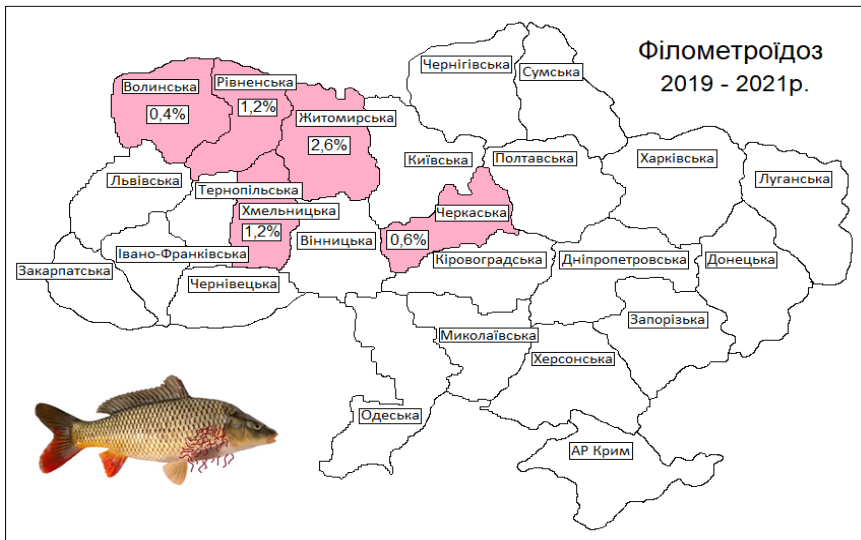 Філометроїдоз
2019 - 2021р.
Чернігівська
Сумська
Волинська
0,4%
Рівненська
1,2%
Житомирська
2,6%
Київська
Полтавська
Харківська
Луганська
Львівська
Тернопільська
Хмельницька
1,2%
Черкаська
0,6%
Вінницька
Івано-Франківська
Закарпатська
Чернівецька
Кіровоградська
Дніпропетровська
Донецька
Запорізька
Миколаївська
Херсонська
Одеська
АР Крим